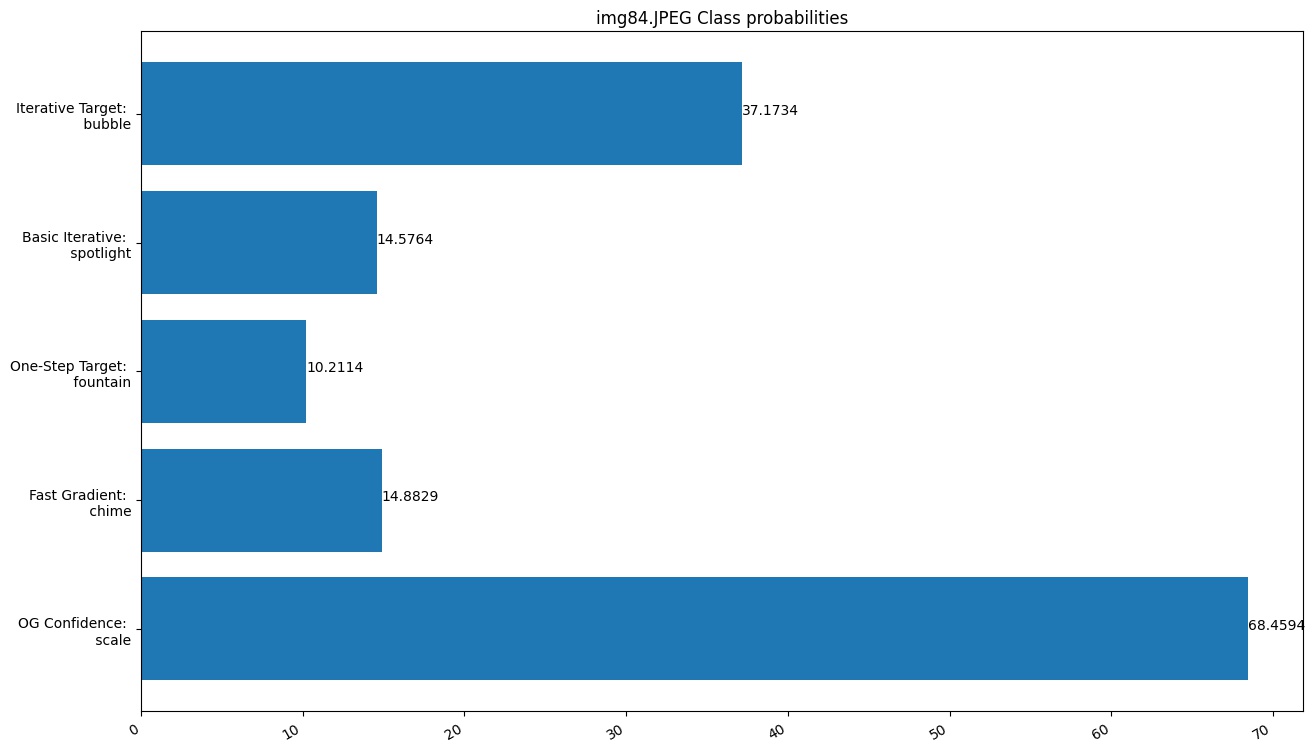 img84.JPEG Class probabilities
Iterative Target:
bubble
37.1734
Basic Iterative:
spotlight
14.5764
One-Step Target:
fountain
10.2114
Fast Gradient:
chime
14.8829
OG Confidence:
scale
68.4594
0 10 20 30 40 50 60 70